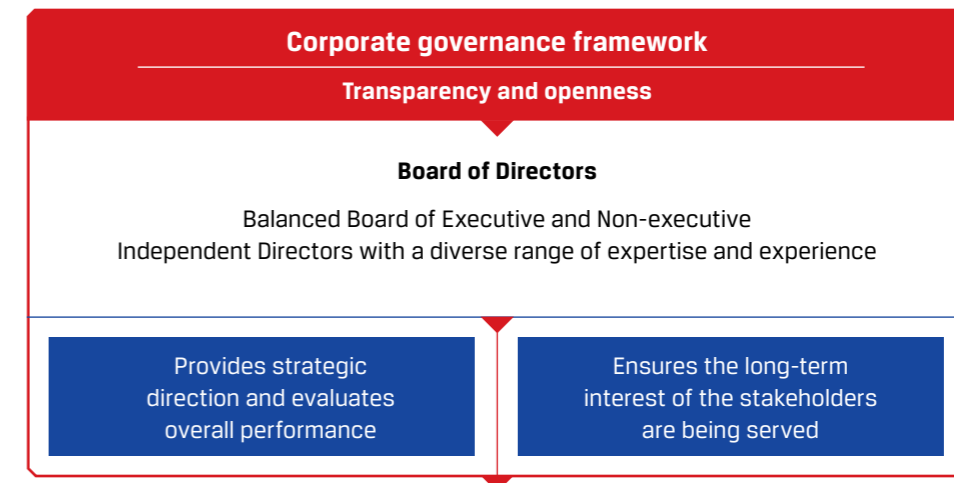 Corporate governance framework
Transparency and openness
Board of Directors
Balanced Board of Executive and Non-executive
Independent Directors with a diverse range of expertise and experience
Provides strategic
direction and evaluates
overall performance
Ensures the long-term
interest of the stakeholders
are being served